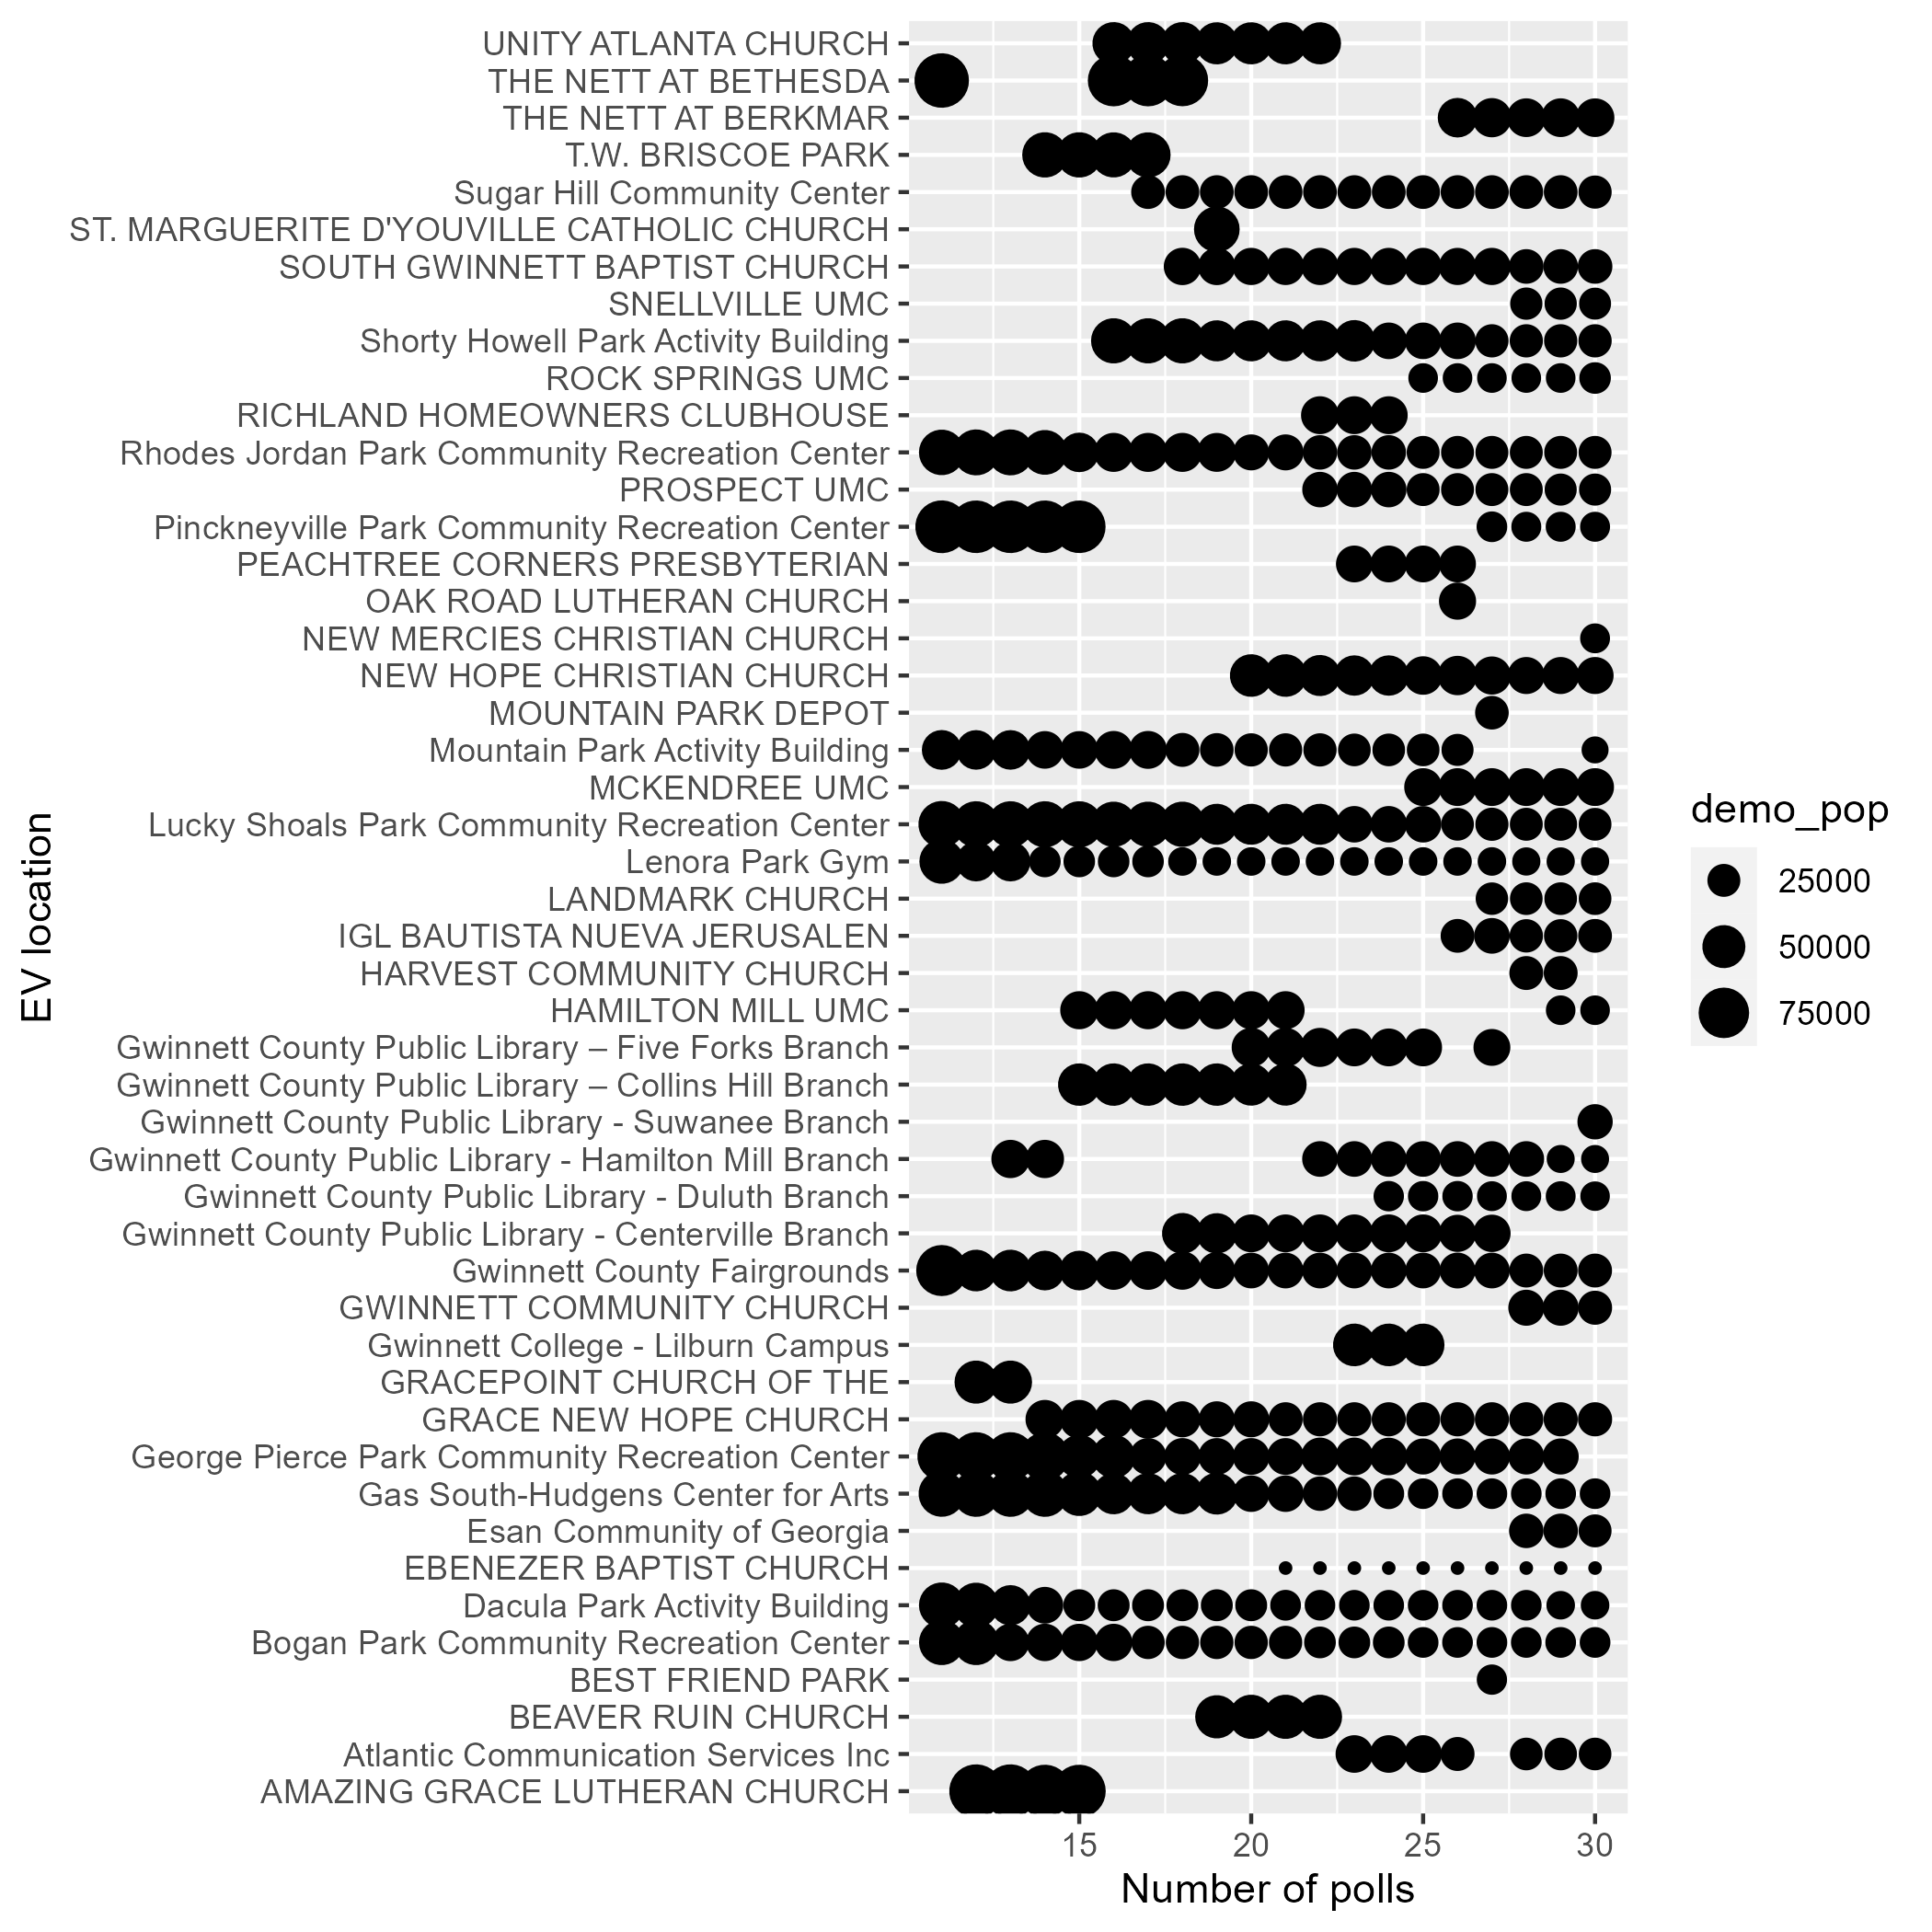 UNITY ATLANTA CHURCH
THE NETT AT BETHESDA
THE NETT AT BERKMAR
T.W. BRISCOE PARK
Sugar Hill Community Center
ST. MARGUERITE D'YOUVILLE CATHOLIC CHURCH
SOUTH GWINNETT BAPTIST CHURCH
SNELLVILLE UMC
Shorty Howell Park Activity Building
ROCK SPRINGS UMC
RICHLAND HOMEOWNERS CLUBHOUSE
Rhodes Jordan Park Community Recreation Center
PROSPECT UMC
Pinckneyville Park Community Recreation Center
PEACHTREE CORNERS PRESBYTERIAN
OAK ROAD LUTHERAN CHURCH
NEW MERCIES CHRISTIAN CHURCH
NEW HOPE CHRISTIAN CHURCH
MOUNTAIN PARK DEPOT
Mountain Park Activity Building
MCKENDREE UMC
Lucky Shoals Park Community Recreation Center
Lenora Park Gym
LANDMARK CHURCH
IGL BAUTISTA NUEVA JERUSALEN
HARVEST COMMUNITY CHURCH
HAMILTON MILL UMC
Gwinnett County Public Library – Five Forks Branch
Gwinnett County Public Library – Collins Hill Branch
Gwinnett County Public Library - Suwanee Branch
Gwinnett County Public Library - Hamilton Mill Branch
Gwinnett County Public Library - Duluth Branch
Gwinnett County Public Library - Centerville Branch
Gwinnett County Fairgrounds
GWINNETT COMMUNITY CHURCH
Gwinnett College - Lilburn Campus
GRACEPOINT CHURCH OF THE
GRACE NEW HOPE CHURCH
George Pierce Park Community Recreation Center
Gas South-Hudgens Center for Arts
Esan Community of Georgia
EBENEZER BAPTIST CHURCH
Dacula Park Activity Building
Bogan Park Community Recreation Center
BEST FRIEND PARK
BEAVER RUIN CHURCH
Atlantic Communication Services Inc
AMAZING GRACE LUTHERAN CHURCH
EV location
15 20 25 30
Number of polls
demo_pop
25000
50000
75000